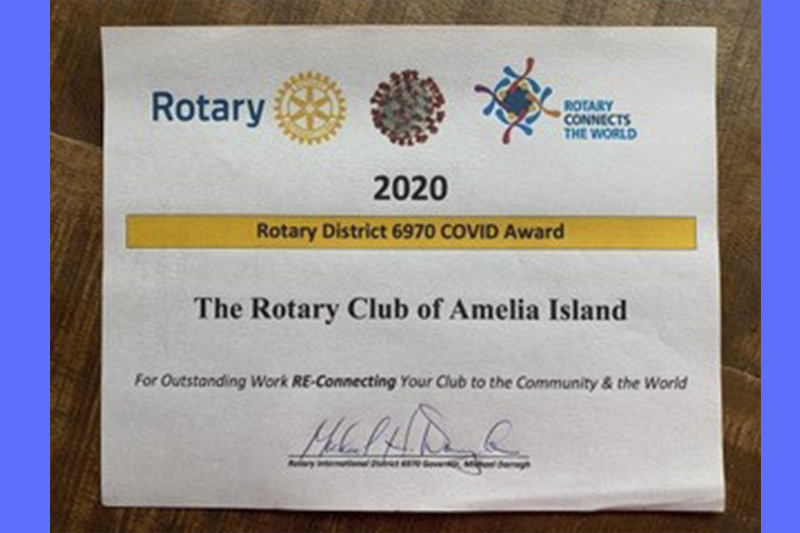 Rotary
ROTARY
CONNECTS
THE WORLD
2020
Rotary District 6970 COVID Award
The Rotary Club of Amelia Island
For Outstanding Work RE-Connecting Your Club to the Community & the World
Rotary International District 6970 Governor, Michael Darragh